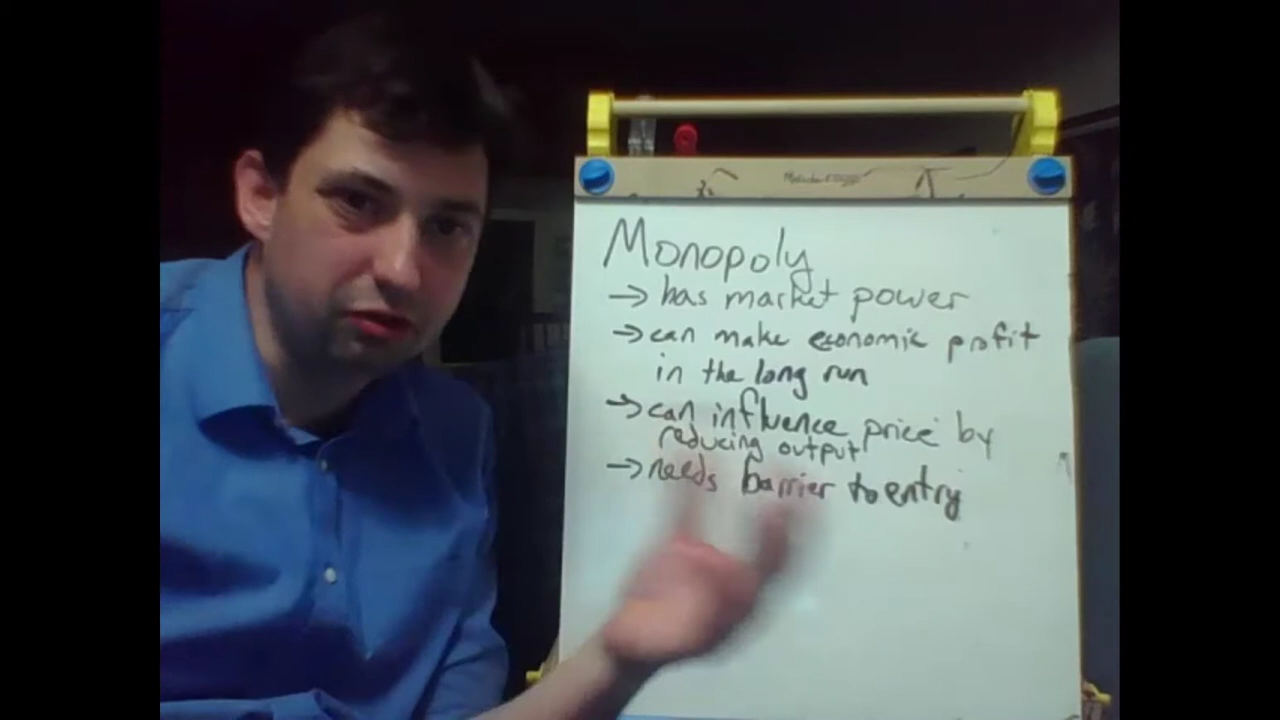 Monopoly
→ has market power
→ can make economic profit
in the long run
→ can influence price by
reducing output
→ needs barrier to entry